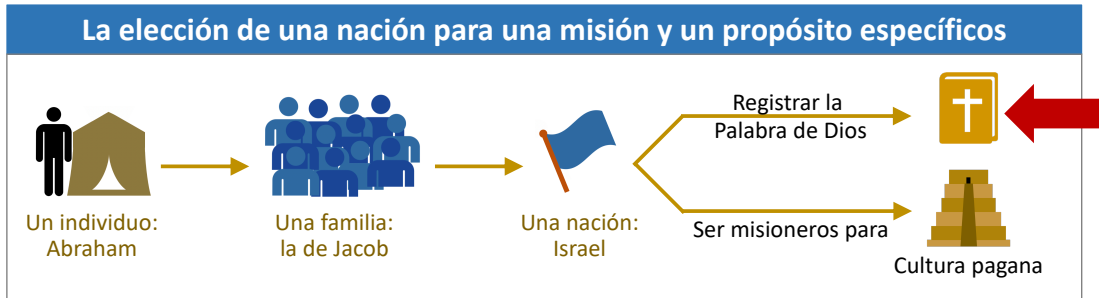 La elección de una nación para una misión y un propósito específicos
Un individuo:
Abraham
Una familia:
la de Jacob
Una nación:
Israel
Registrar la
Palabra de Dios
Ser misioneros para
Cultura pagana